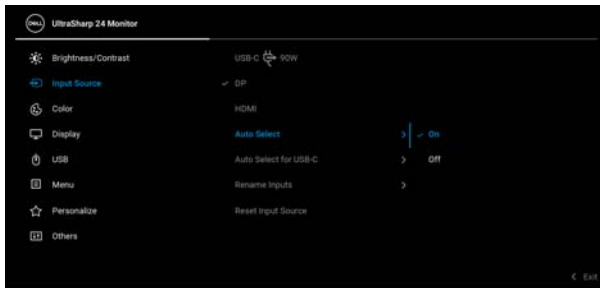 DELL UltraSharp 24 Monitor
Brightness/Contrast USB-C 90W
Input Source DP
Color HDMI
Display Auto Select On
USB Auto Select for USB-C Off
Menu Rename Inputs
Personalize Reset Input Source
Others
Exit